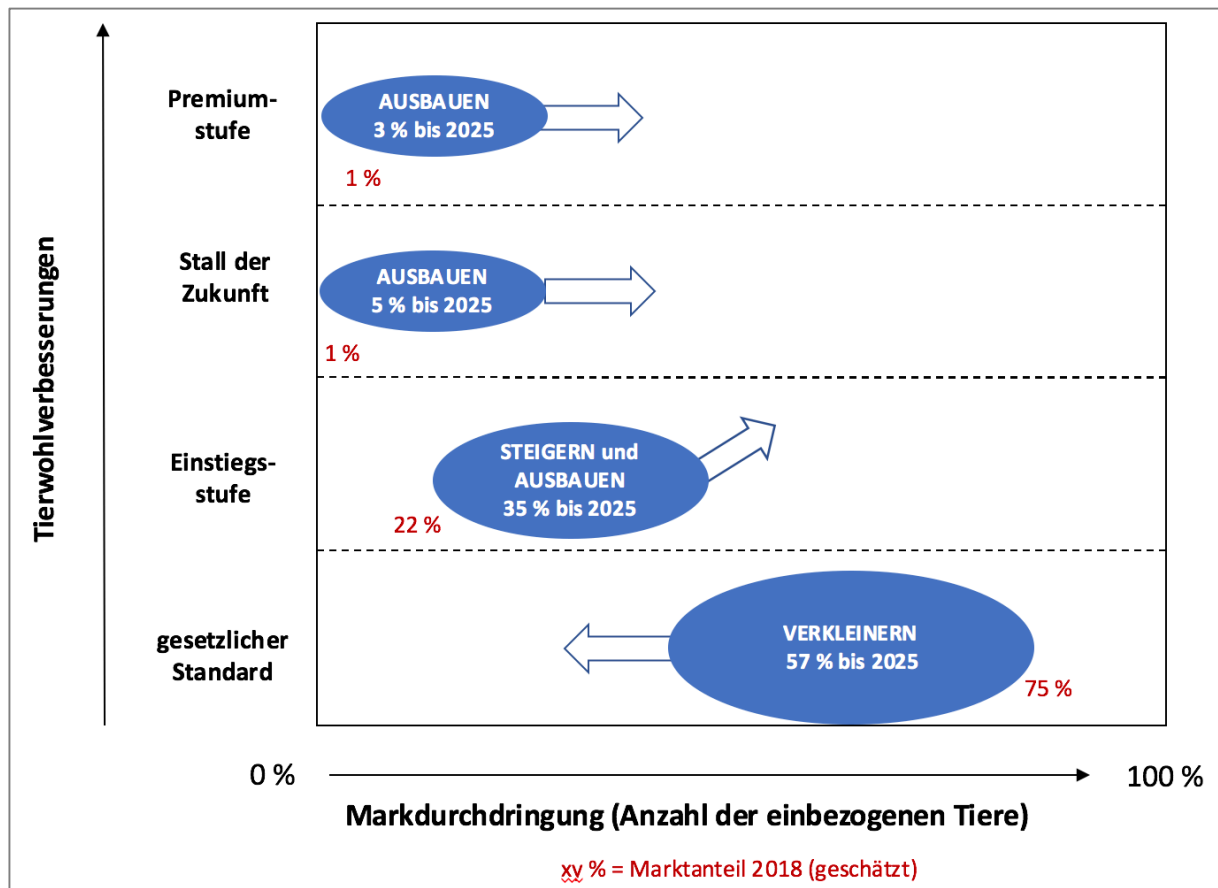 Tierwohlverbesserungen
Premium-
stufe
AUSBAUEN
3 % bis 2025
1 %
Stall der
Zukunft
AUSBAUEN
5 % bis 2025
1 %
Einstiegs-
stufe
STEIGERN und
AUSBAUEN
35 % bis 2025
22 %
gesetzlicher
Standard
VERKLEINERN
57 % bis 2025
75 %
0 %
100 %
Markdurchdringung (Anzahl der einbezogenen Tiere)
xy % = Marktanteil 2018 (geschätzt)